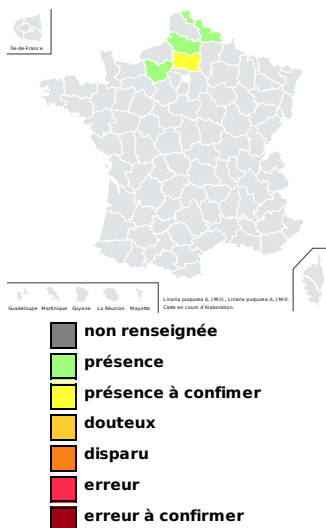 Île-de-France
Guadeloupe Martinique Guyane La Réunion Mayotte
Linaria purpurea (L.) Mill., Linaria purpurea (L.) Mill.
Carte en cours d'élaboration.
non renseignée
présence
présence à confimer
douteux
disparu
erreur
erreur à confirmer